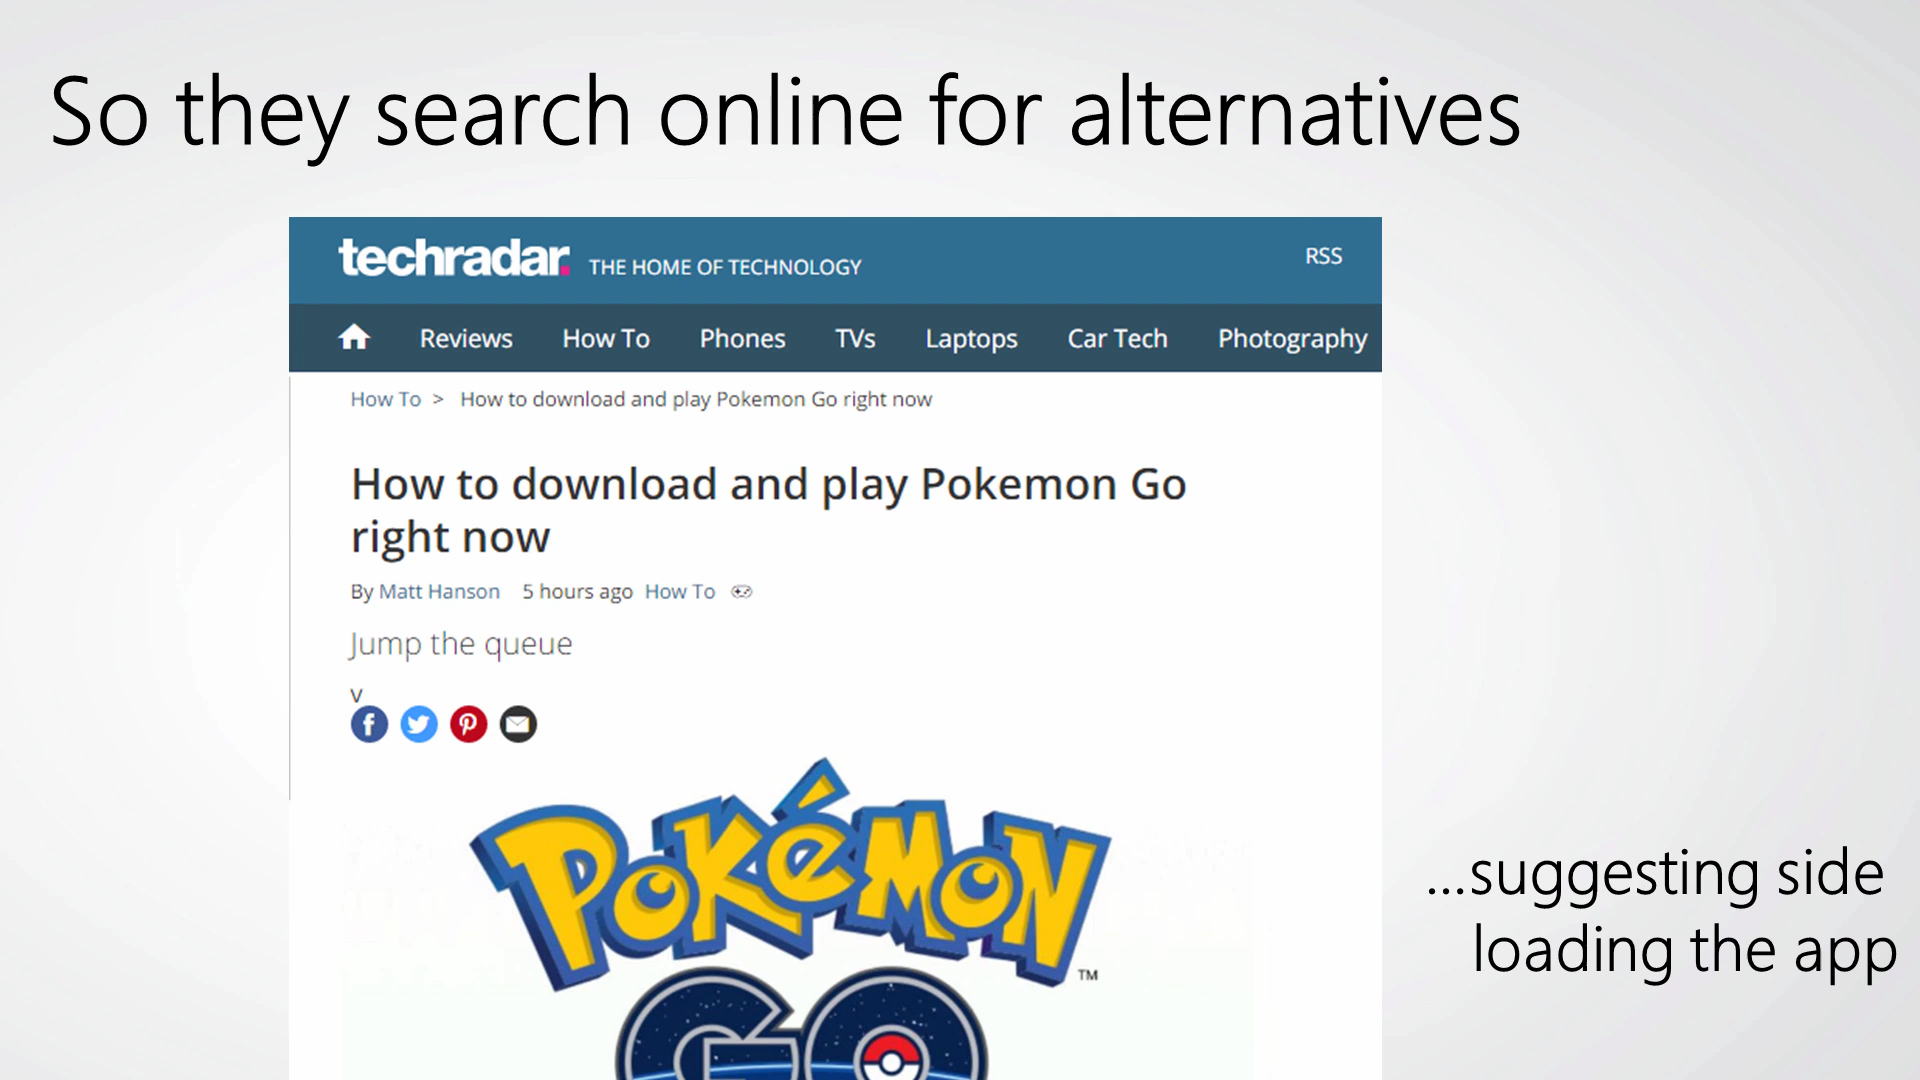 So they search online for alternatives
techradar. THE HOME OF TECHNOLOGY
RSS
Reviews How To Phones TVs Laptops Car Tech Photography
How To > How to download and play Pokemon Go right now
How to download and play Pokemon Go
right now
By Matt Hanson 5 hours ago How To
Jump the queue
v
POKéMON
TM
GO
...suggesting side
loading the app